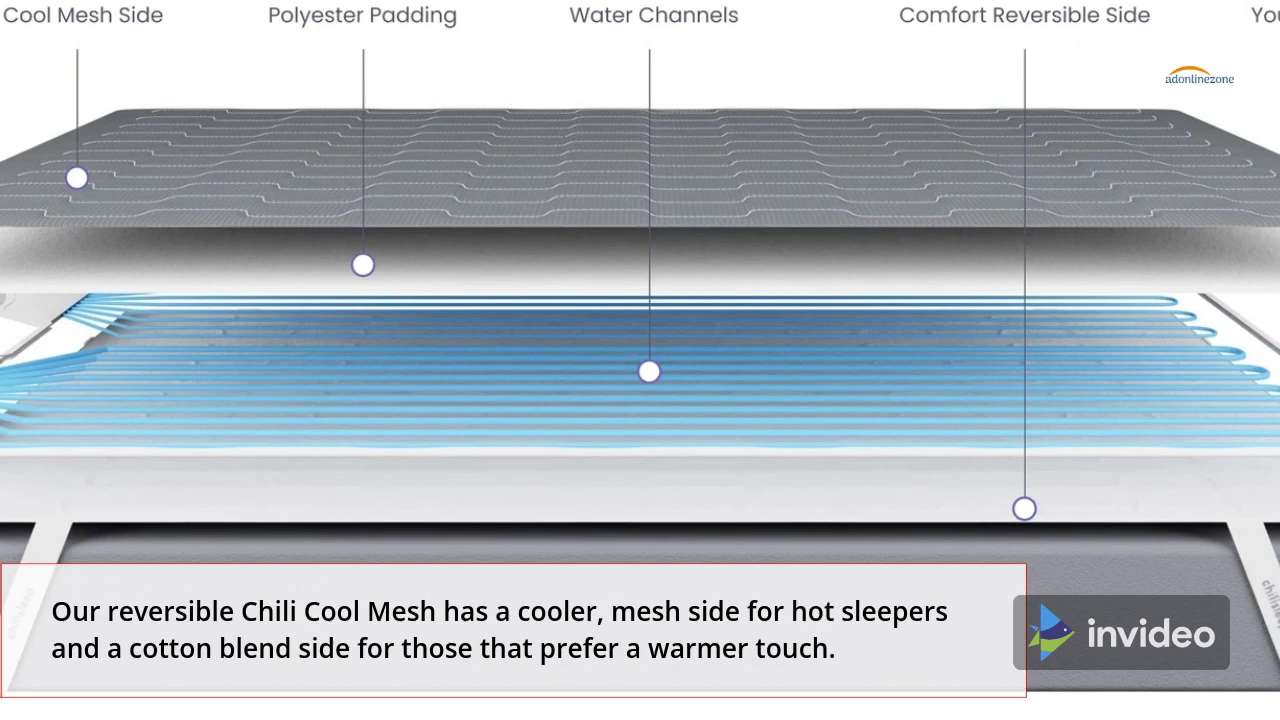 Cool Mesh Side
Polyester Padding
Water Channels
Comfort Reversible Side
adonlinezone
Our reversible Chili Cool Mesh has a cooler, mesh side for hot sleepers
and a cotton blend side for those that prefer a warmer touch.
invideo